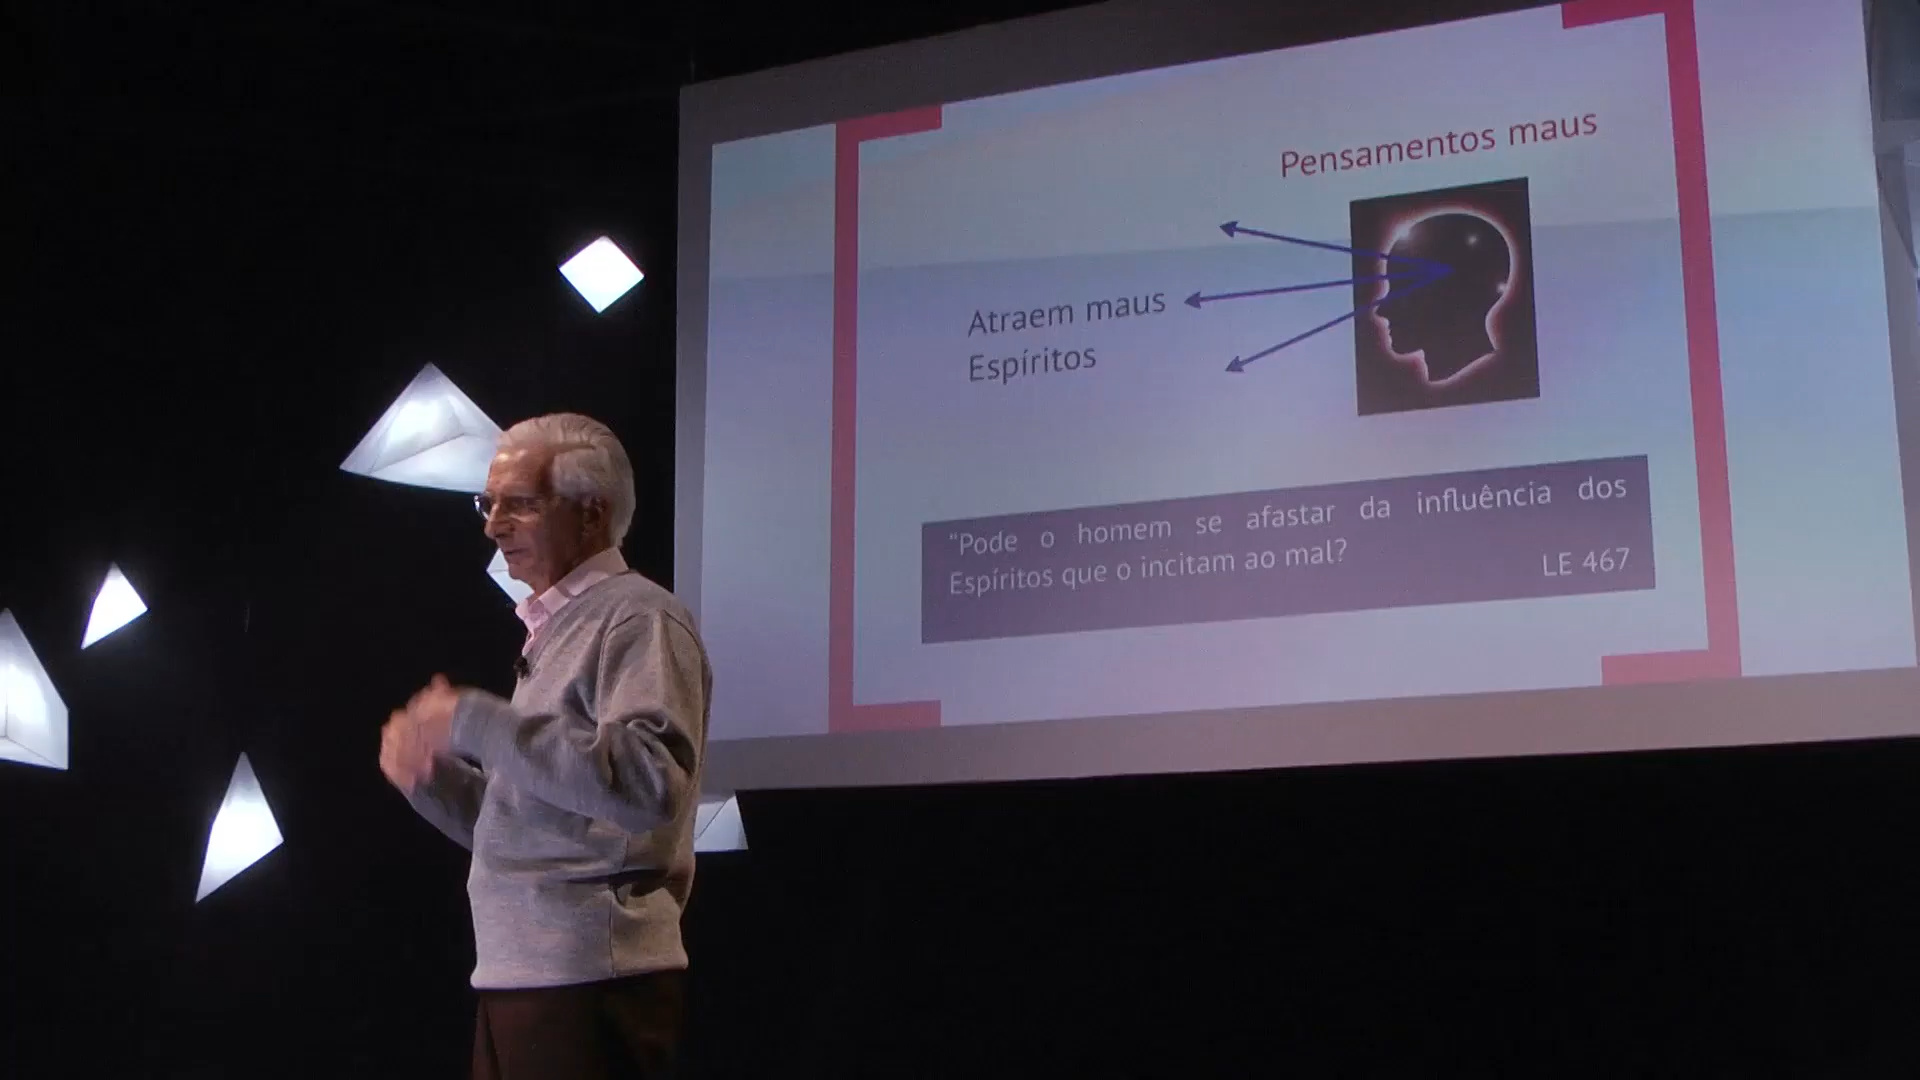 Pensamentos maus
Atraem maus
Espíritos
"Pode o homem se afastar da influência dos
Espíritos que o incitam ao mal?
LE 467